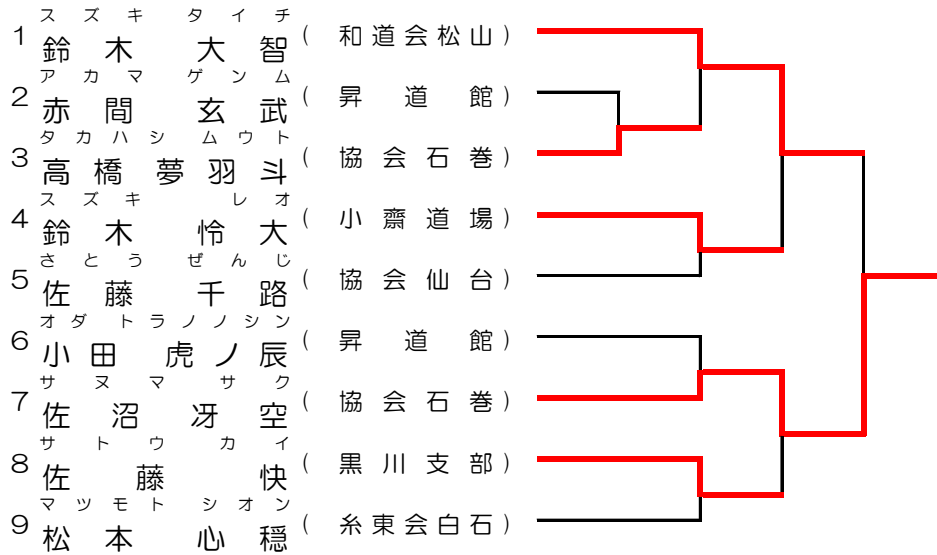 スズキ タイチ
1 鈴木 大智 ( 和道会松山 )
アカマ ゲンム
2 赤間 玄武 ( 昇道館 )
タカハシ ムウト
3 高橋 夢羽斗 ( 協会石巻 )
スズキ レオ
4 鈴木 怜大 ( 小齋道場 )
さとう ぜんじ
5 佐藤 千路 ( 協会仙台 )
オダ トラノノシン
6 小田 虎ノ辰 ( 昇道館 )
サヌマ サク
7 佐沼 冴空 ( 協会石巻 )
サトウ カイ
8 佐藤 快 ( 黒川支部 )
マツモト シオン
9 松本 心穏 ( 糸東会白石 )